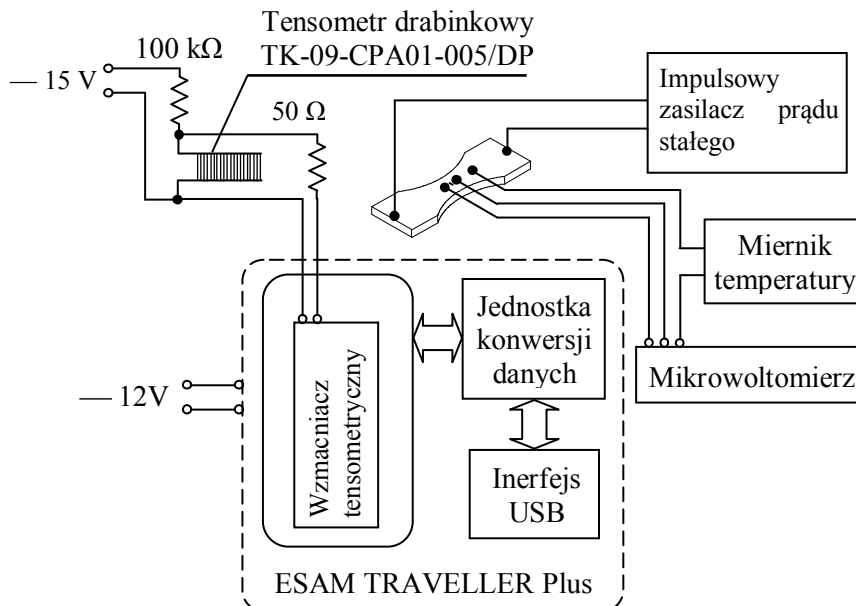 Tensometr drabinkowy
TK-09-CPA01-005/DP
100 kΩ
— 15 V
50 Ω
Impulsowy
zasilacz prądu
stałego
Miernik
temperatury
Mikrowoltomierz
Jednostka
konwersji
danych
— 12V
Wzmacniacz
tensometryczny
Inerfejs
USB
ESAM TRAVELLER Plus